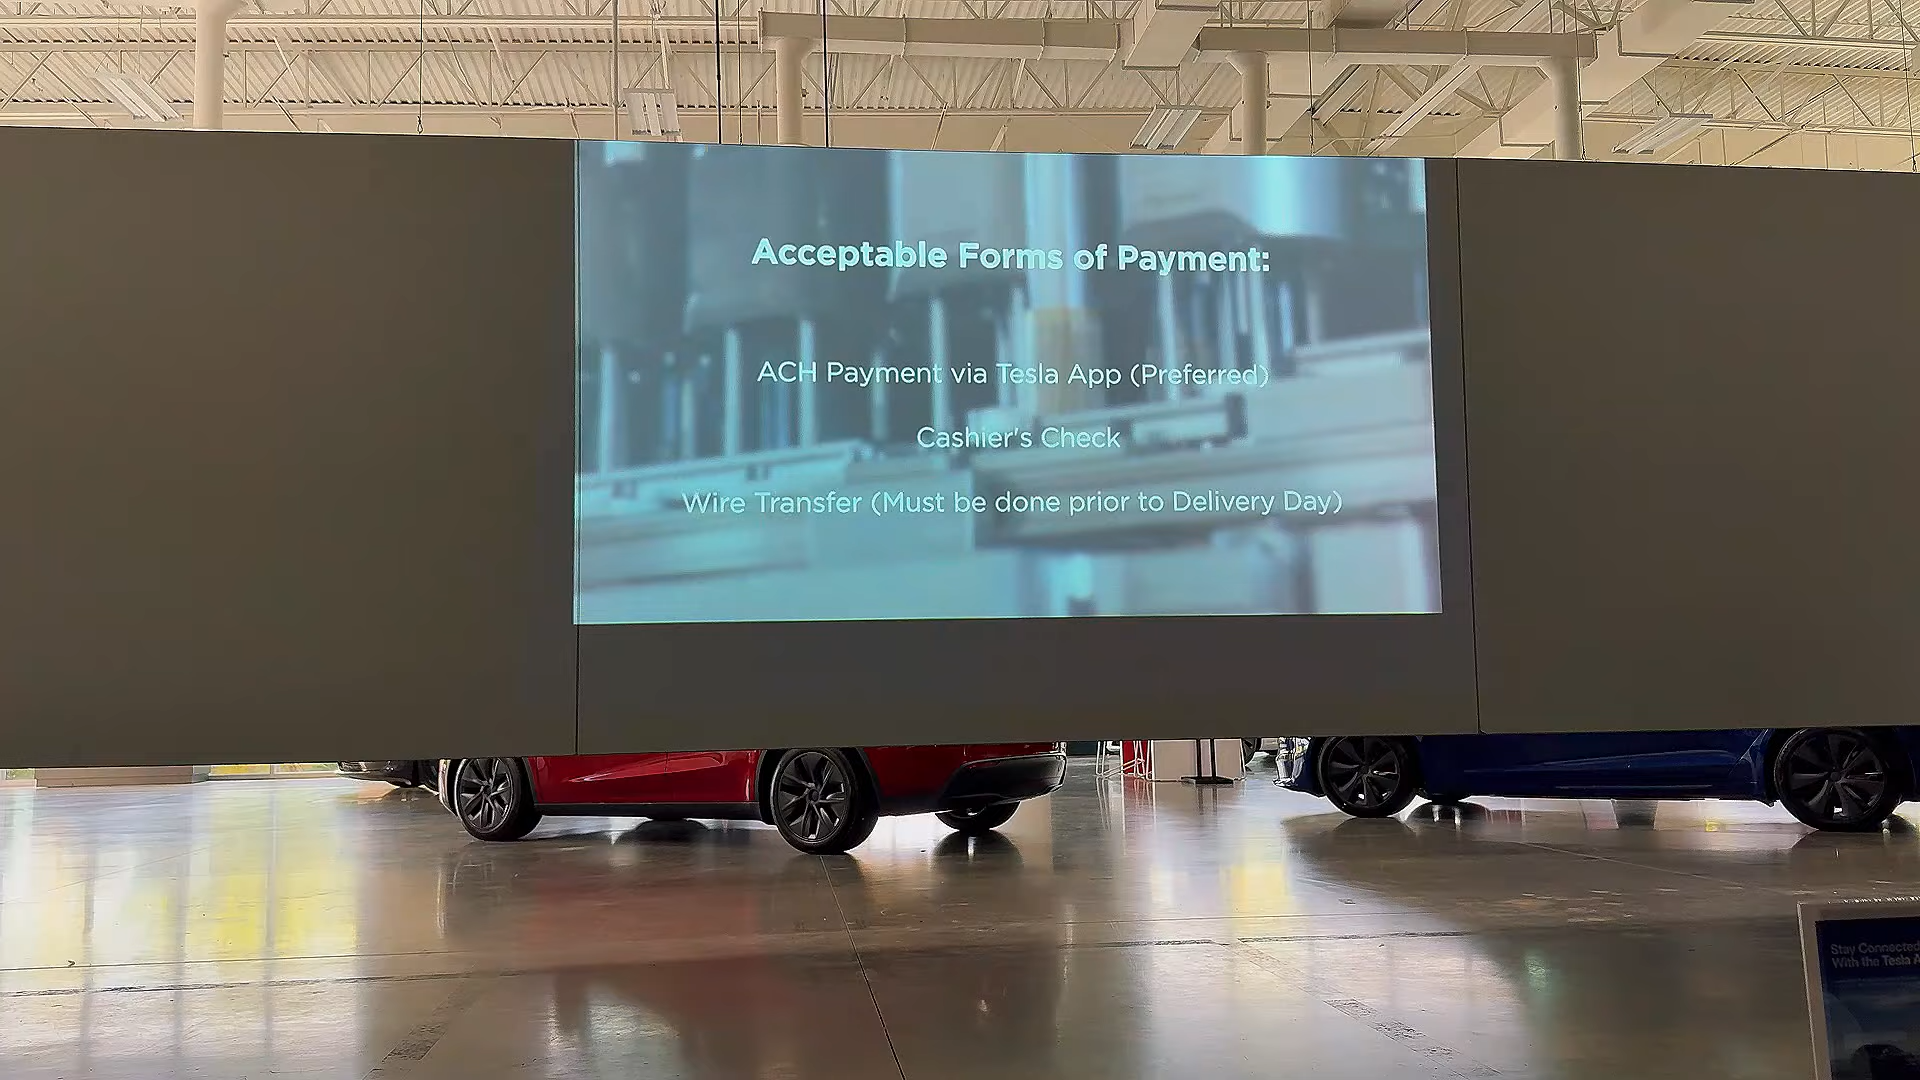 Acceptable Forms of Payment:
ACH Payment via Tesla App (Preferred)
Cashier's Check
Wire Transfer (Must be done prior to Delivery Day)
Stay Connected
With the Tesla A